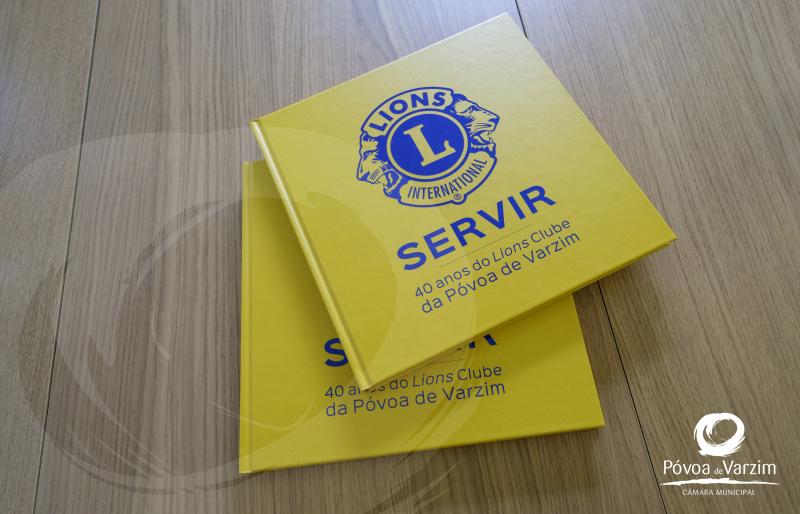 LIONS
L
INTERNATIONAL
®
SERVIR
40 anos do Lions Clube
da Póvoa de Varzim
S ER
40 anos do Lions Clube
da Póvoa de Varzim
Póvoa de Varzim
CÂMARA MUNICIPAL